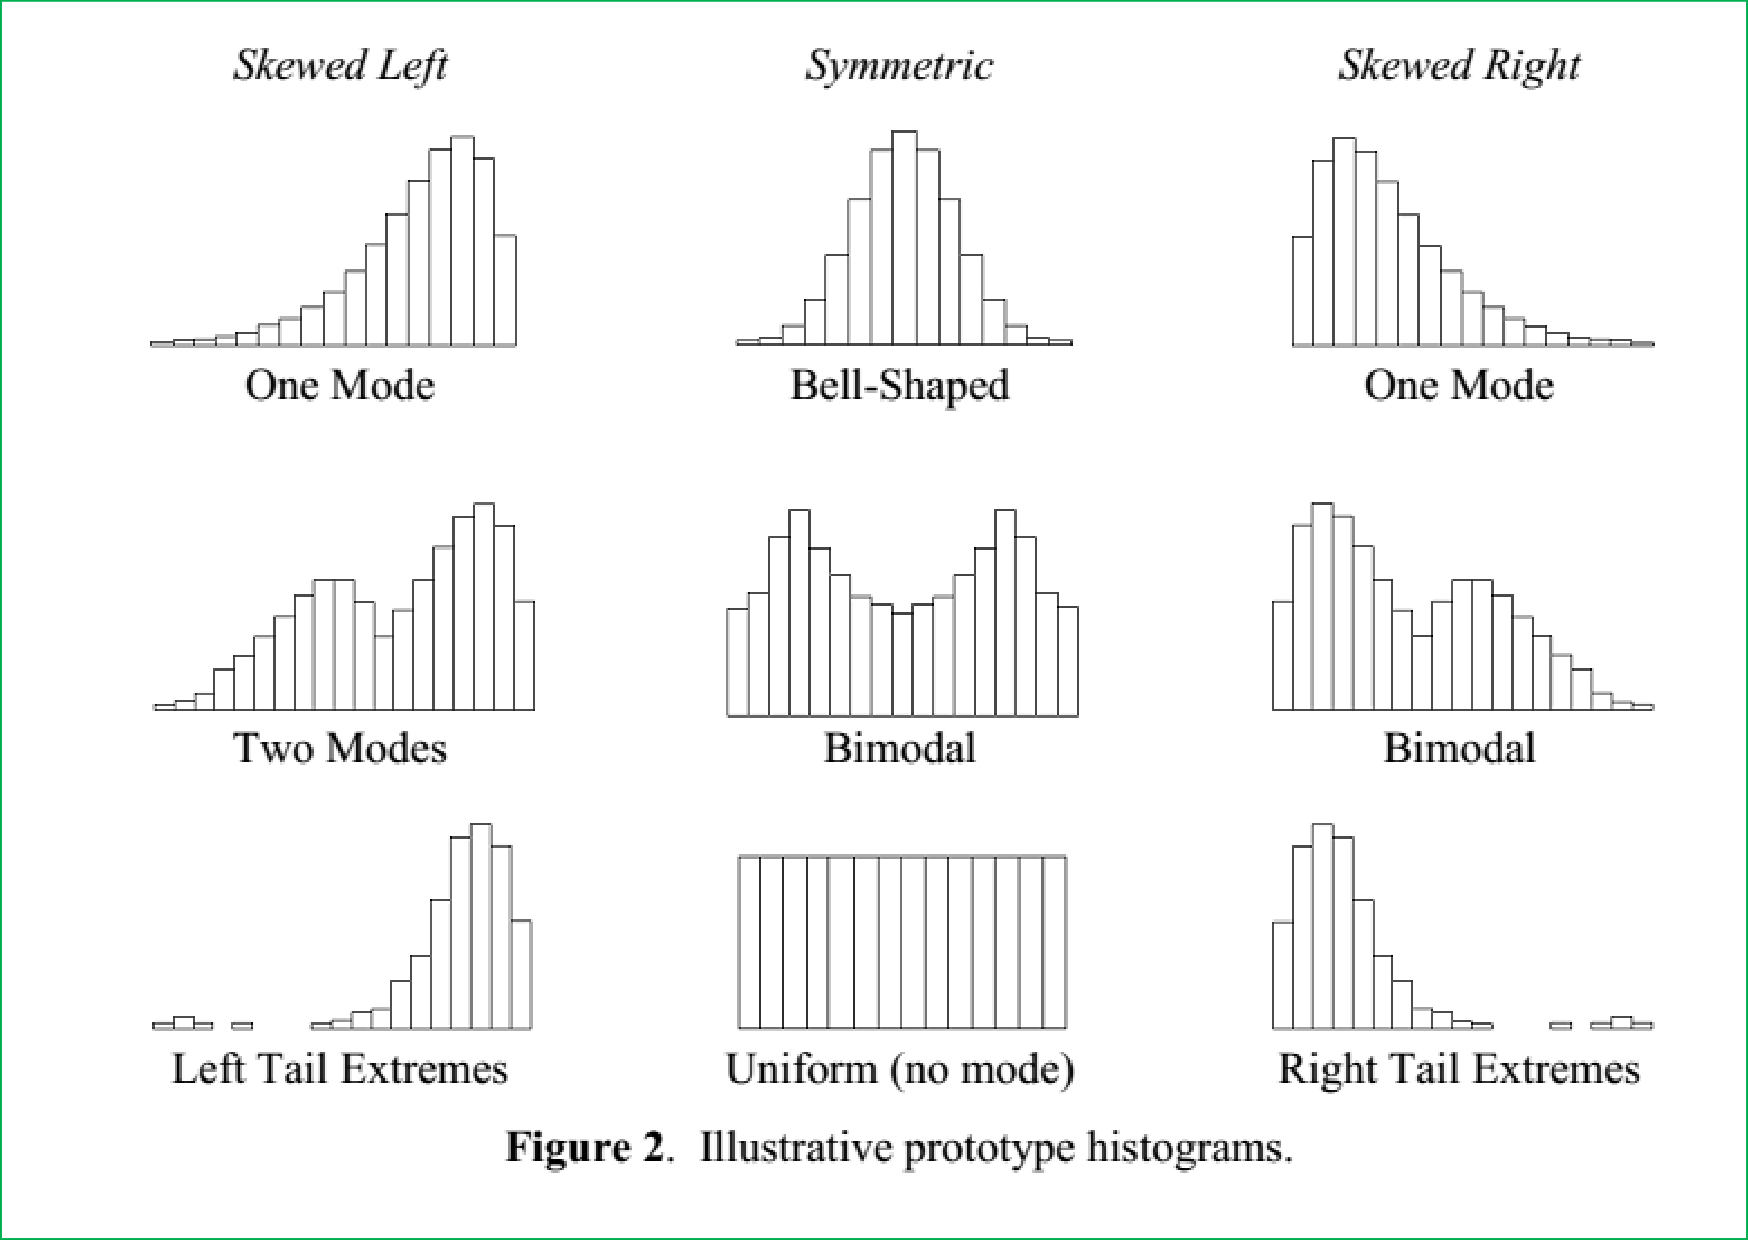 Skewed Left Symmetric Skewed Right
One Mode Bell-Shaped One Mode
Two Modes Bimodal Bimodal
Left Tail Extremes Uniform (no mode) Right Tail Extremes
Figure 2. Illustrative prototype histograms.